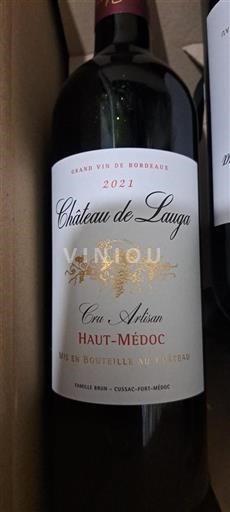 GRAND VIN DE BORDEAUX
2021
Château de Lauga
VINIOU
Cru Artisan
HAUT-MÉDOC
MIS EN BOUTEILLE AU CHÂTEAU
FAMILLE BRUN - CUSSAC-FORT-MÉDOC